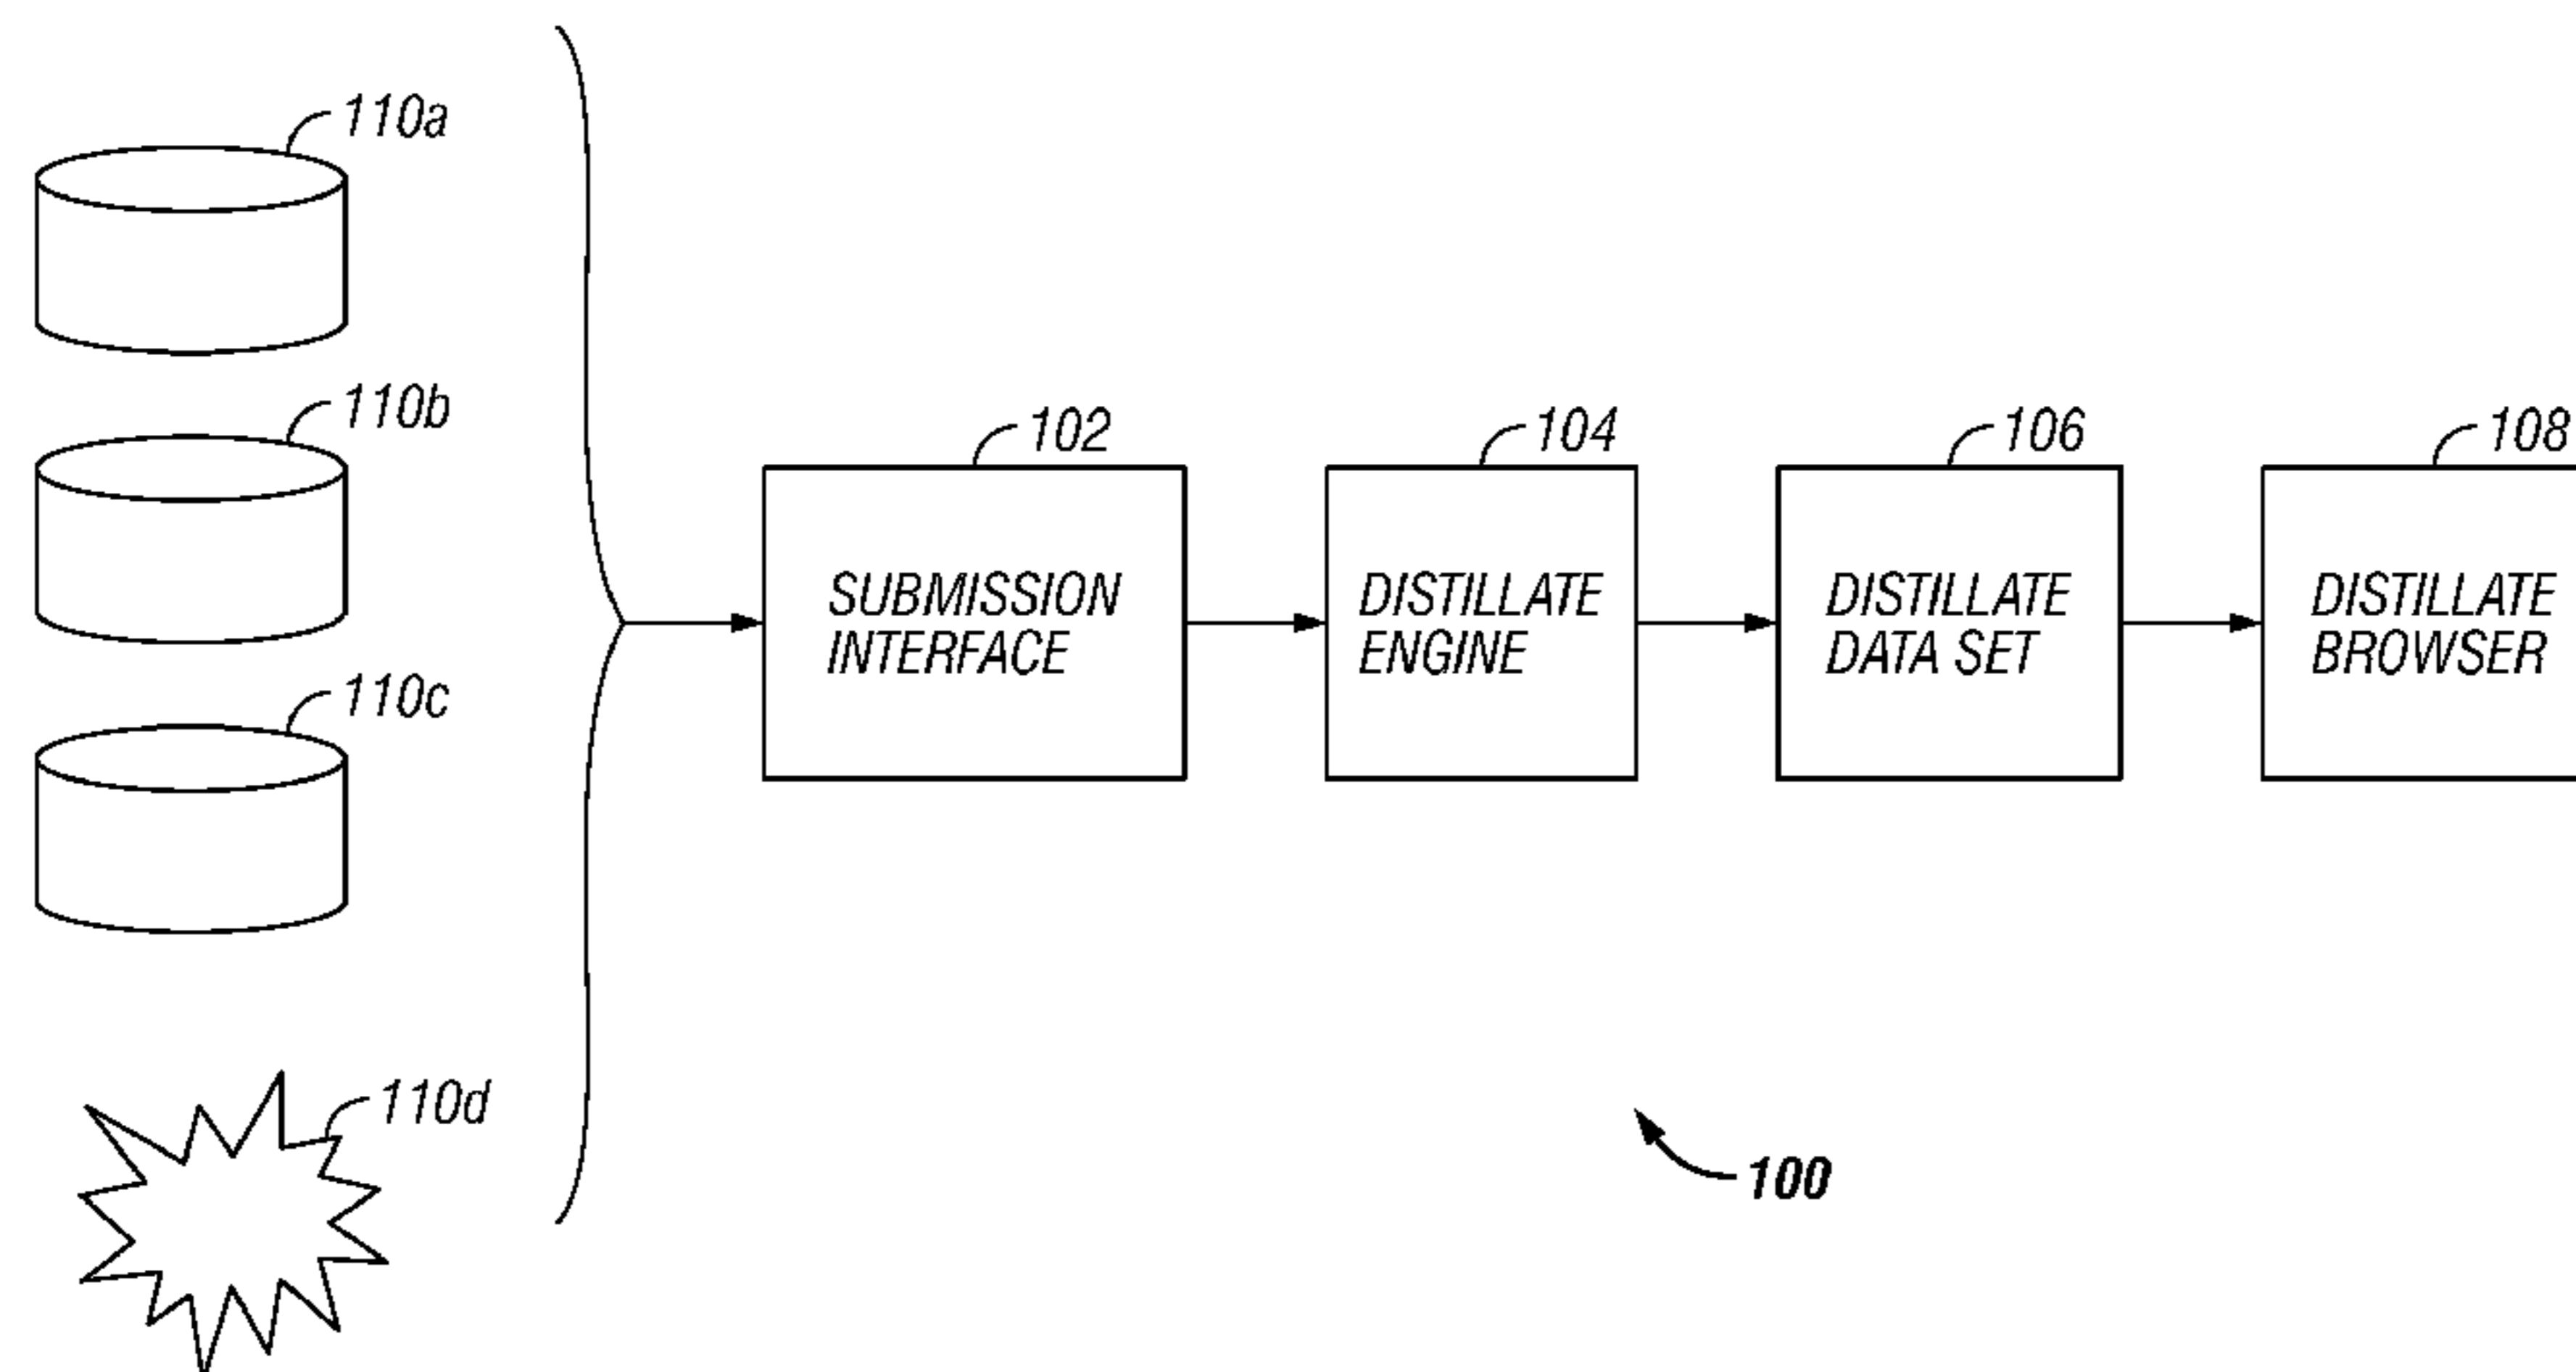 110a
110b
110c
110d
102
SUBMISSION
INTERFACE
104
DISTILLATE
ENGINE
106
DISTILLATE
DATA SET
108
DISTILLATE
BROWSER
100